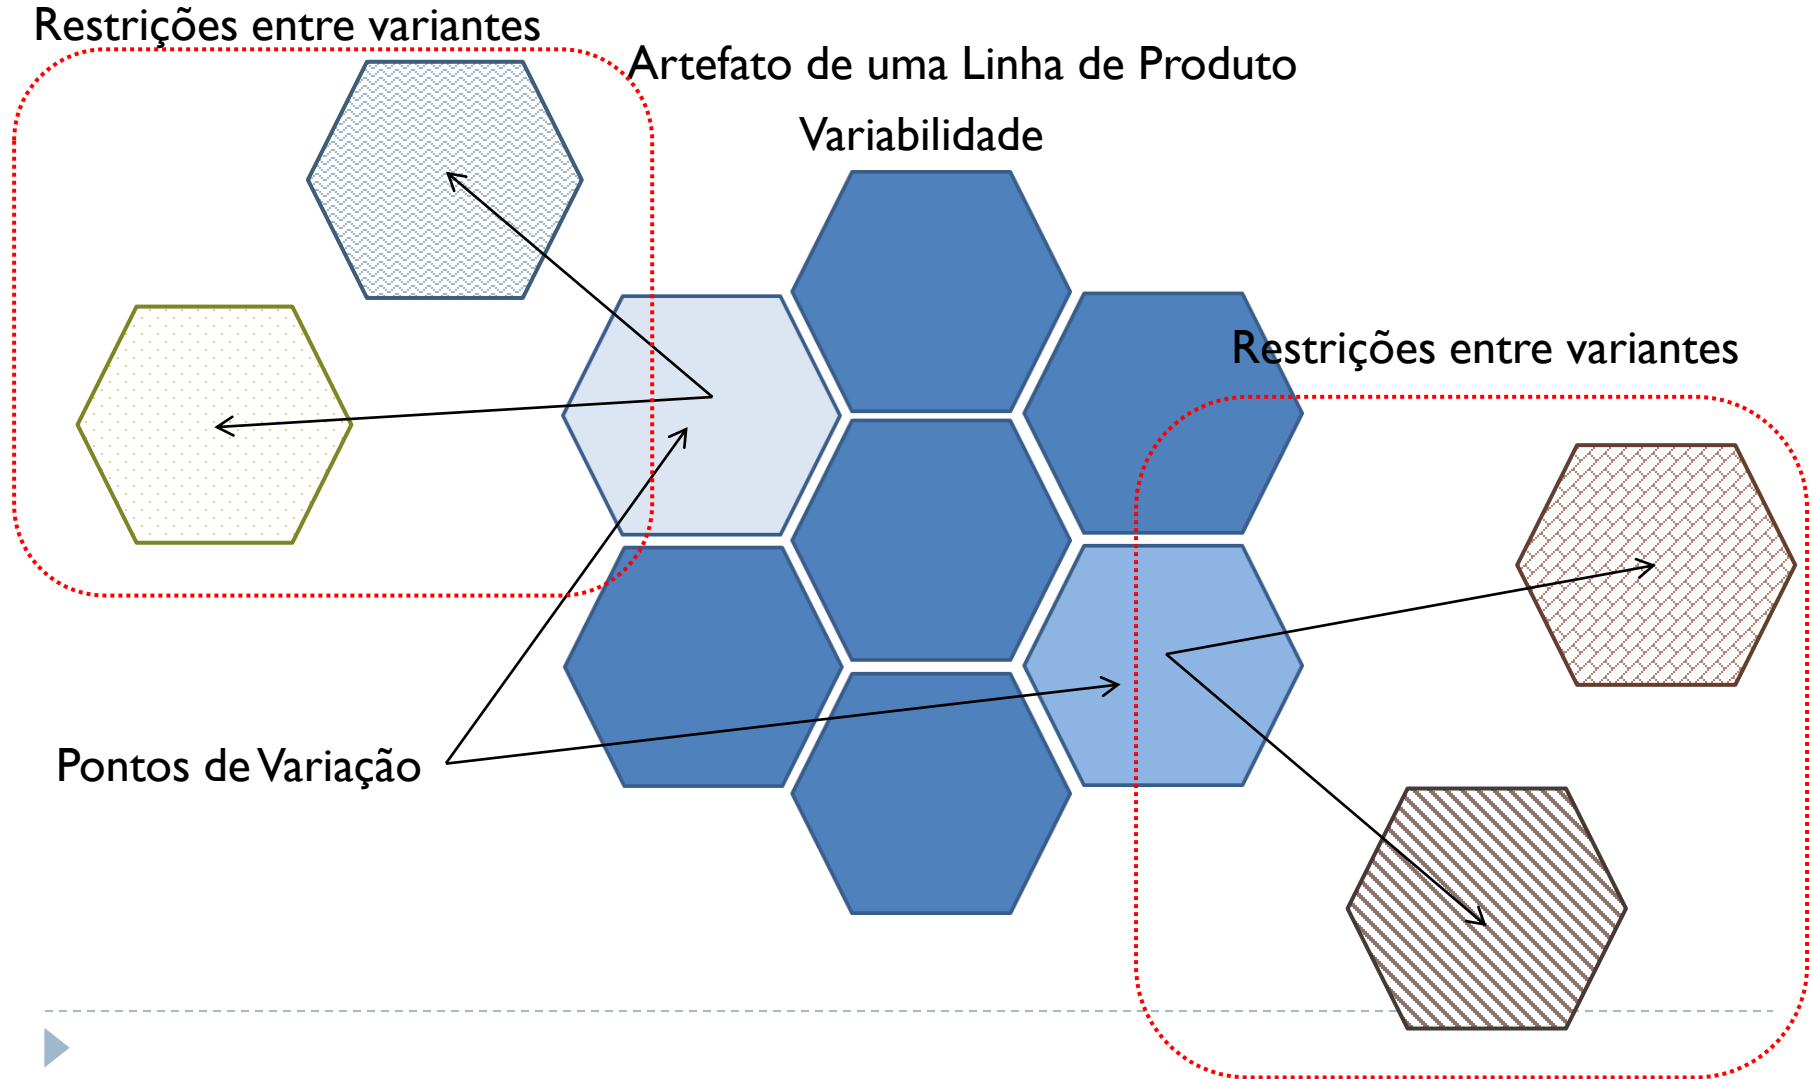 Restrições entre variantes
Artefato de uma Linha de Produto
Variabilidade
Restrições entre variantes
Pontos de Variação